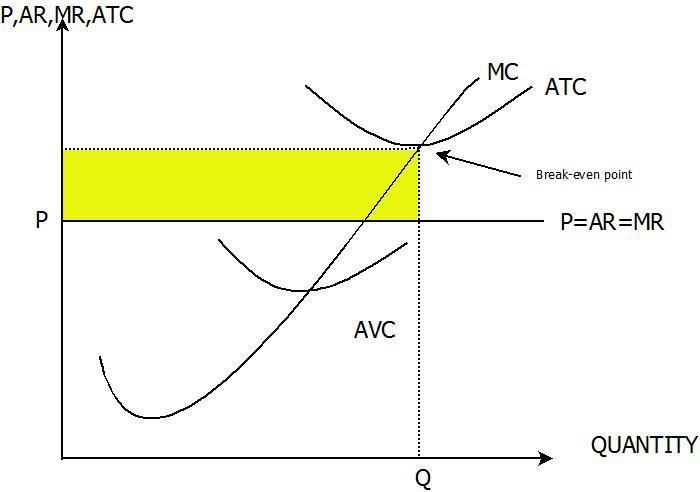 P,AR,MR,ATC
MC
ATC
Break-even point
P
P=AR=MR
AVC
QUANTITY
Q